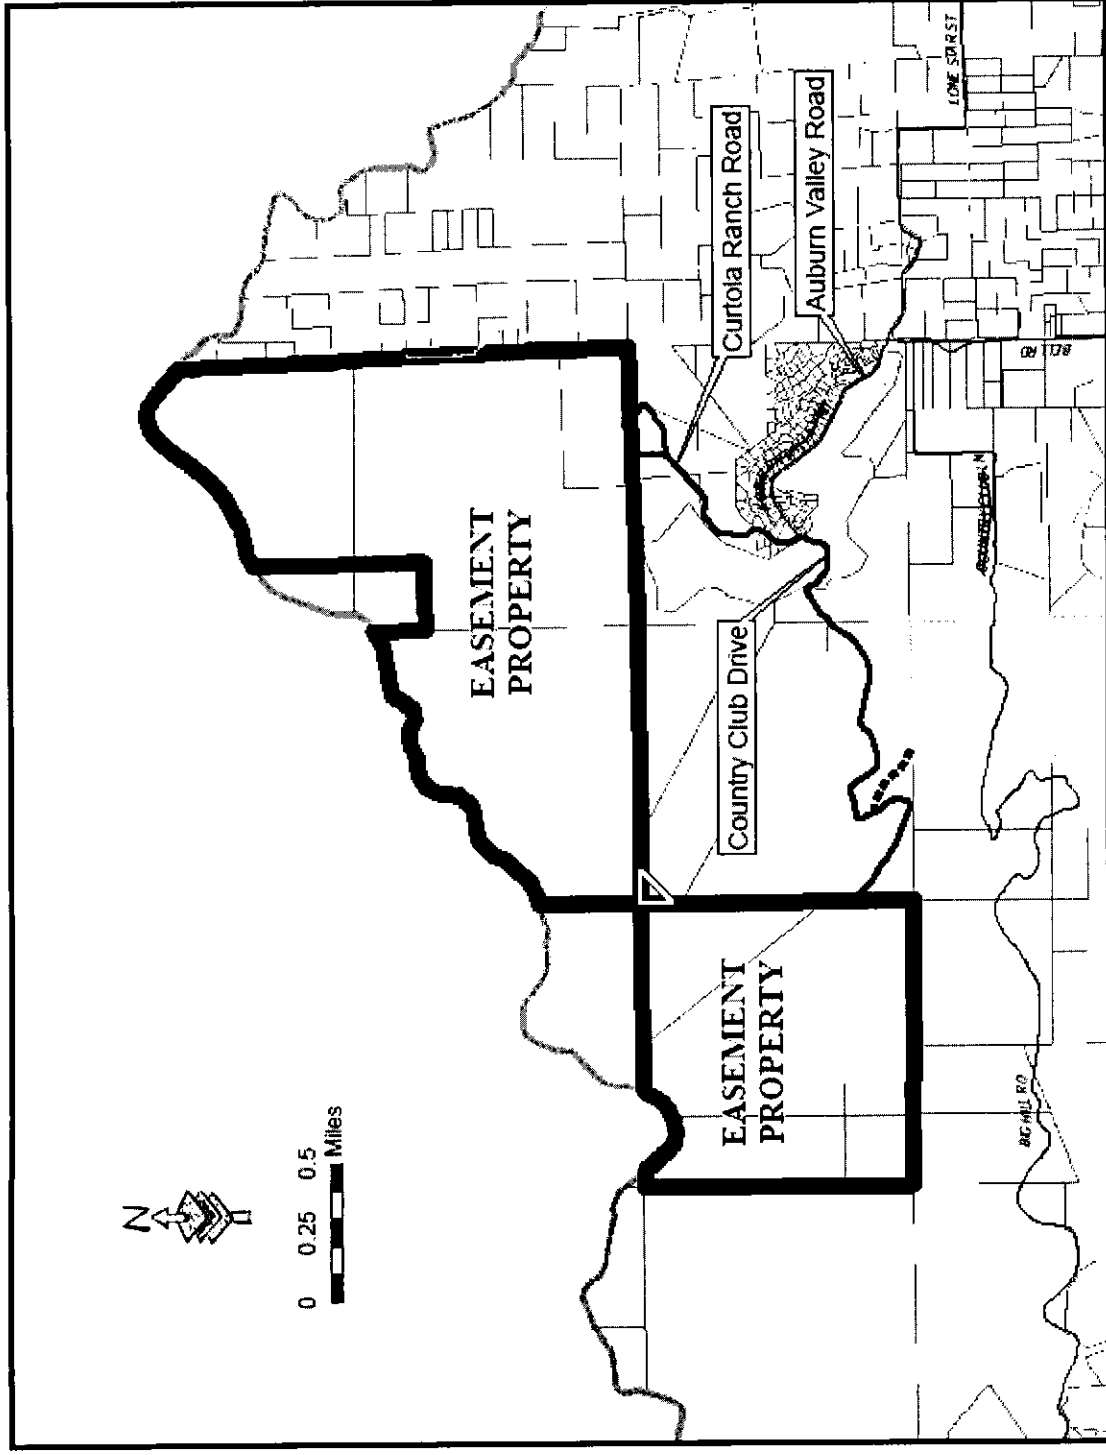 N
0 0.25 0.5
Miles
EASEMENT
PROPERTY
EASEMENT
PROPERTY
Curtola Ranch Road
Auburn Valley Road
Country Club Drive
LONE STAR ST
BELL RD
BIG HILL RD